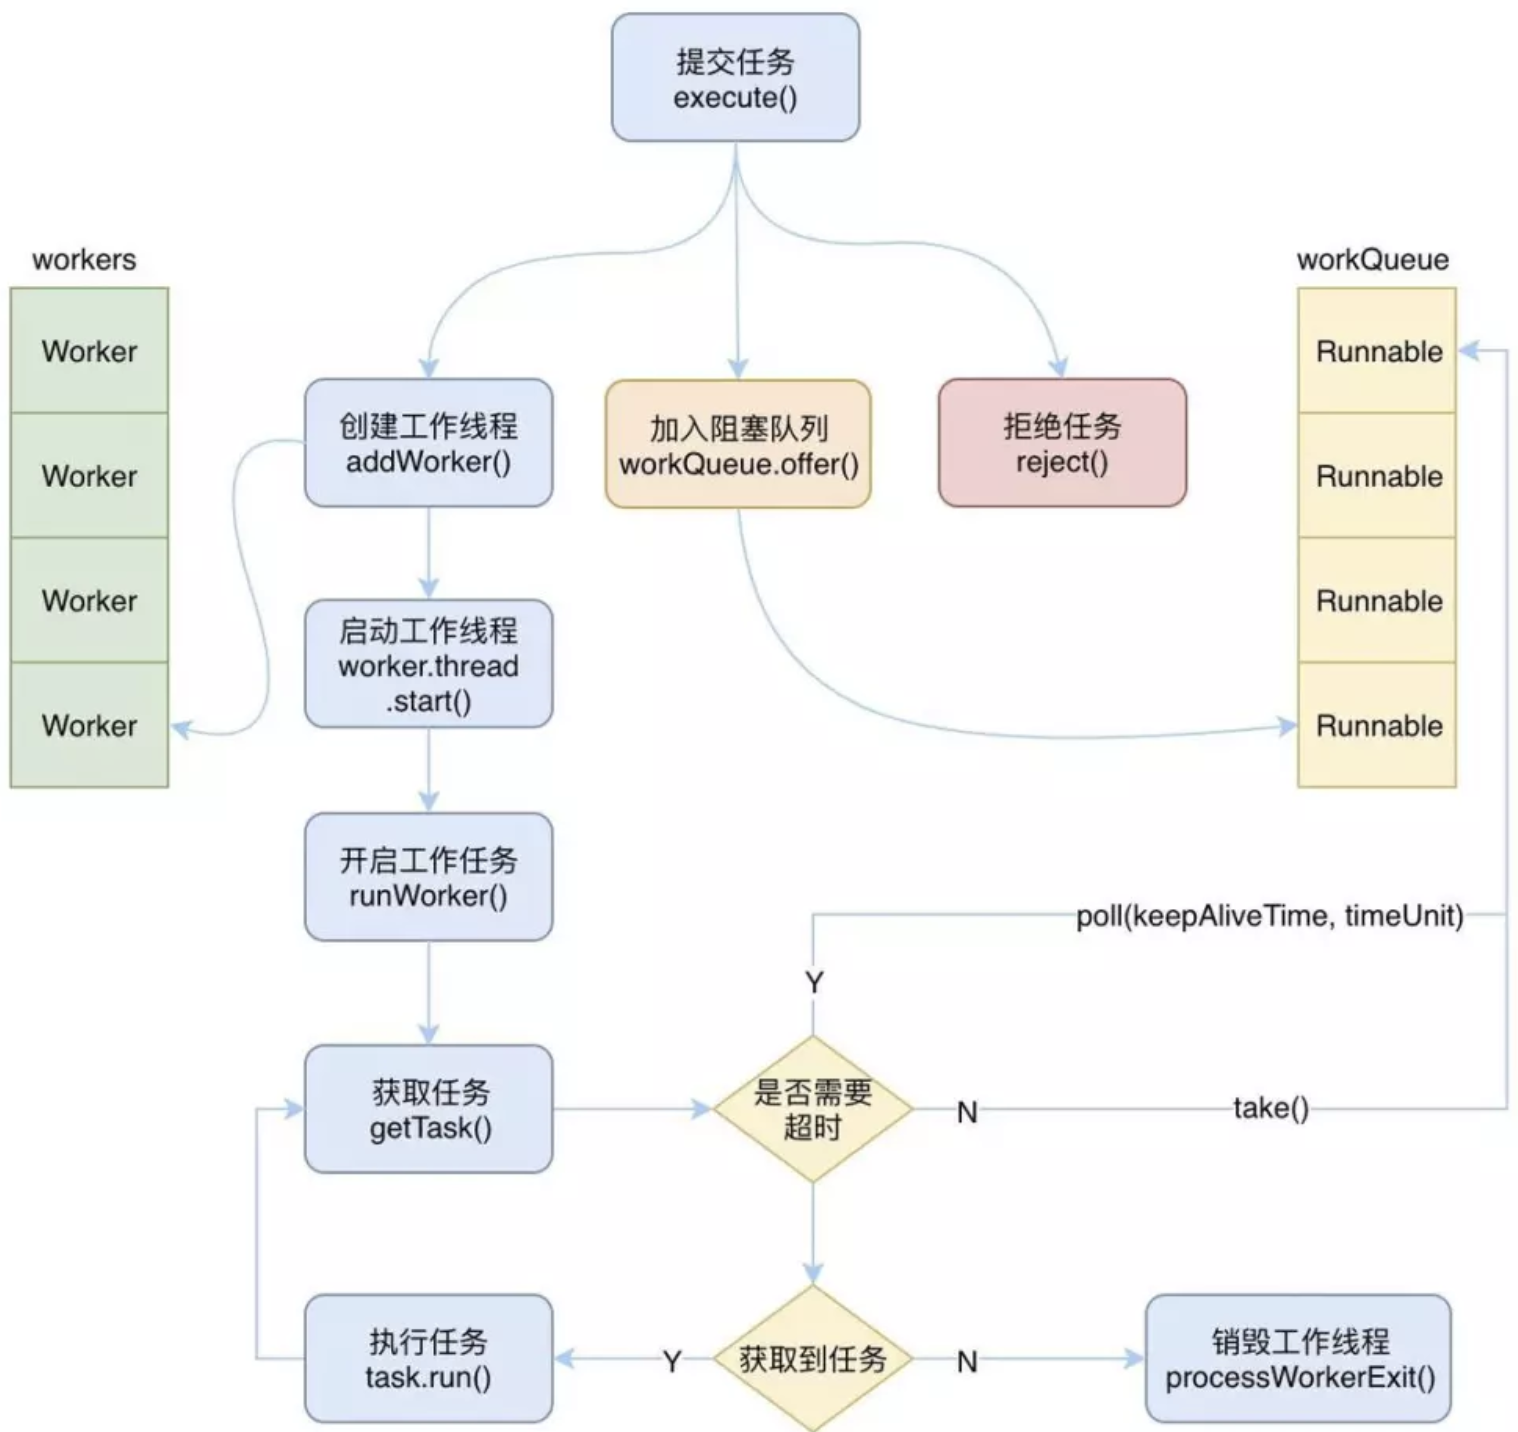 提交任务
execute()
workers
workQueue
Worker
Worker
Worker
Worker
创建工作线程
addWorker()
加入阻塞队列
workQueue.offer()
拒绝任务
reject()
Runnable
Runnable
Runnable
Runnable
启动工作线程
worker.thread
.start()
开启工作任务
runWorker()
poll(keepAliveTime, timeUnit)
Y
获取任务
getTask()
是否需要
超时
N
take()
执行任务
task.run()
Y
获取到任务
N
销毁工作线程
processWorkerExit()